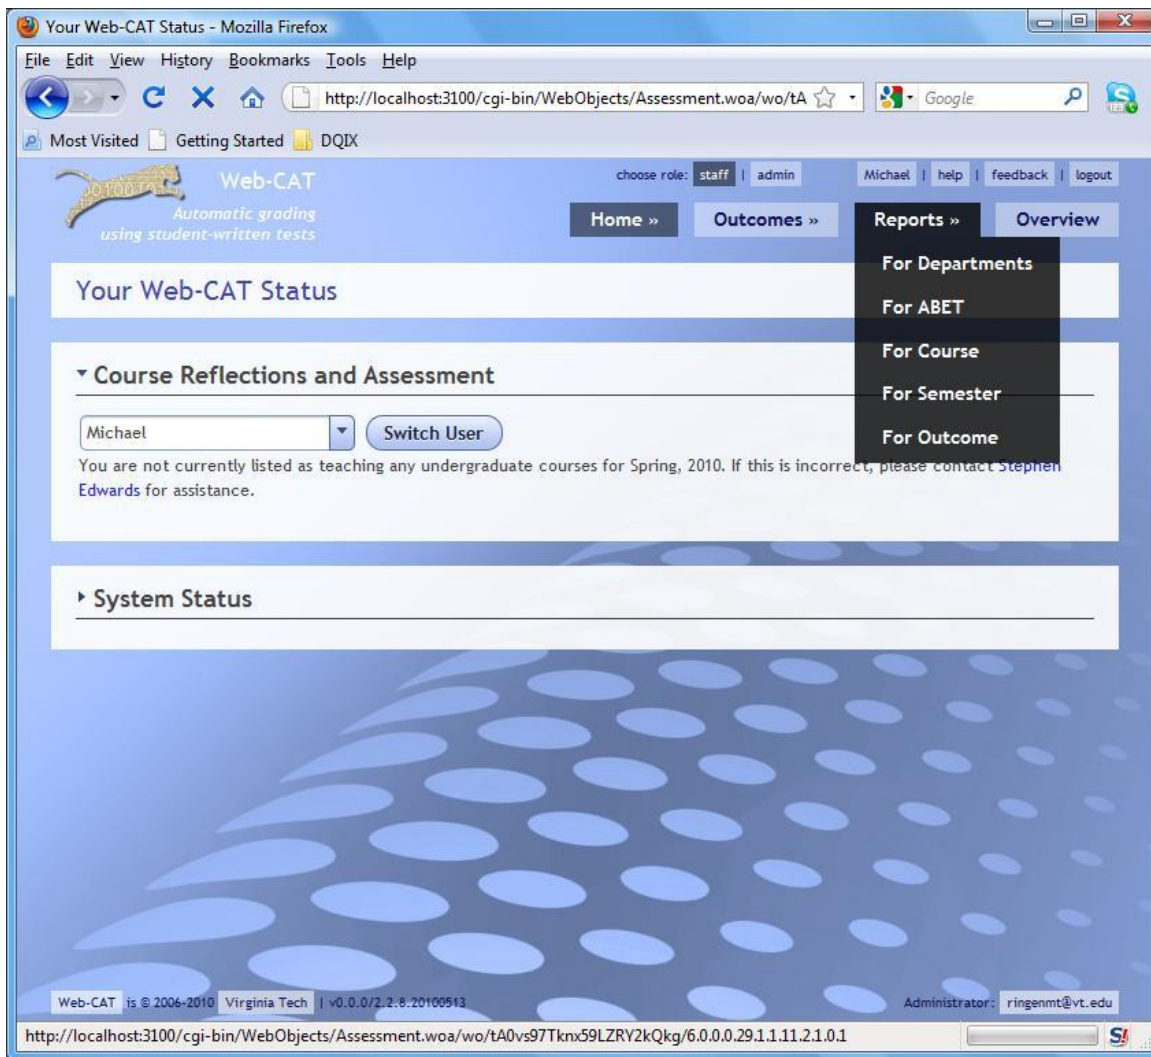 Your Web-CAT Status - Mozilla Firefox
File Edit View History Bookmarks Tools Help
http://localhost:3100/cgi-bin/WebObjects/Assessment.woa/wo/tA
Google
Most Visited Getting Started DQIX
Web-CAT
Automatic grading
using student-written tests
choose role: staff | admin
Michael | help | feedback | logout
Home » Outcomes » Reports » Overview
For Departments
For ABET
For Course
For Semester
For Outcome
Your Web-CAT Status
Course Reflections and Assessment
Michael Switch User
You are not currently listed as teaching any undergraduate courses for Spring, 2010. If this is incorrect, please contact Stephen
Edwards for assistance.
System Status
Web-CAT is © 2006-2010 Virginia Tech | v0.0.0/2.2.8.20100513
Administrator: ringenmt@vt.edu
http://localhost:3100/cgi-bin/WebObjects/Assessment.woa/wo/tA0vs97Tknx59LZRY2kQkg/6.0.0.0.29.1.1.11.2.1.0.1